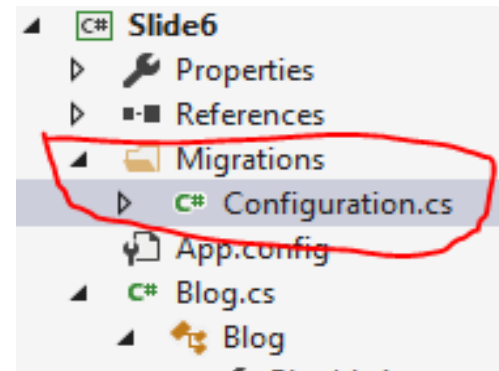 C# Slide6
Properties
References
Migrations
C# Configuration.cs
App.config
C# Blog.cs
Blog